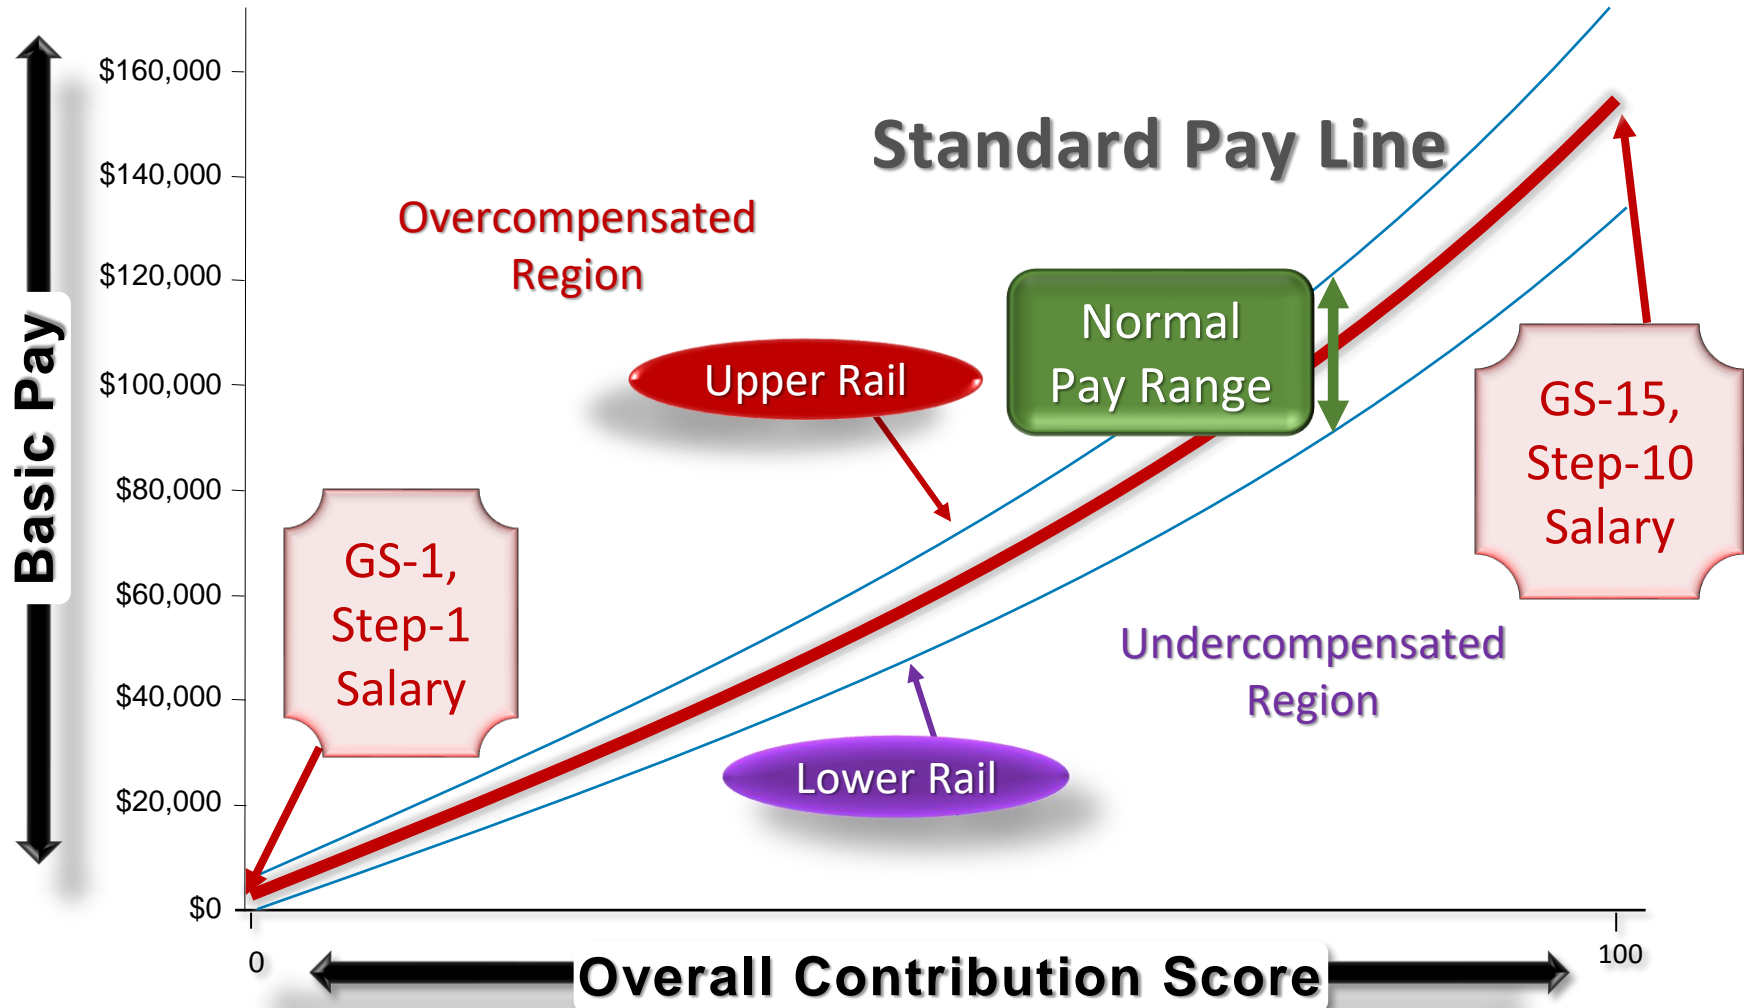 Standard Pay Line
Basic Pay
$160,000
$140,000
$120,000
$100,000
$80,000
$60,000
$40,000
$20,000
$0
Overcompensated
Region
Upper Rail
Normal
Pay Range
GS-15,
Step-10
Salary
GS-1,
Step-1
Salary
Undercompensated
Region
Lower Rail
0
100
Overall Contribution Score